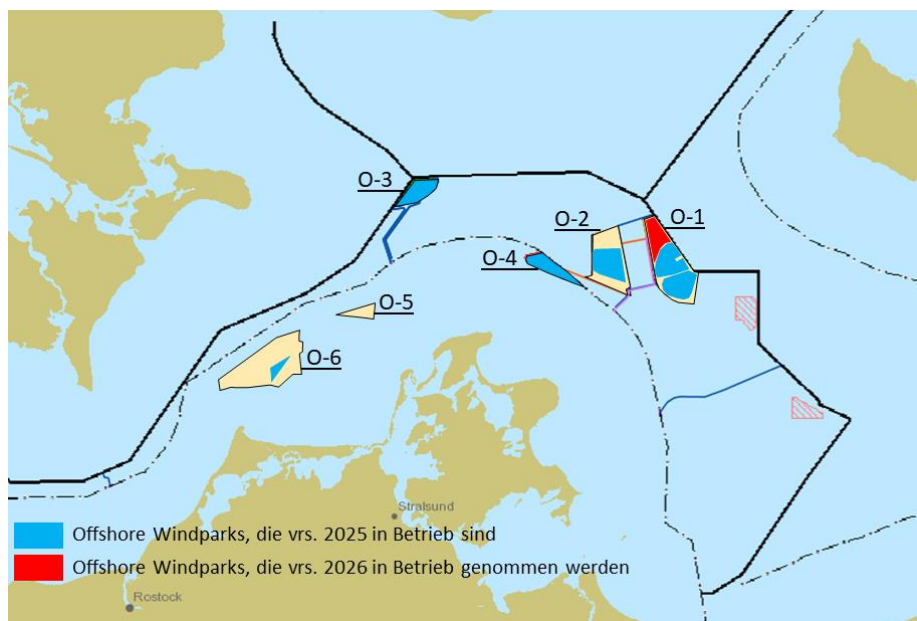 O-3
O-2
O-1
O-4
O-5
O-6
Stralsund
Offshore Windparks, die vrs. 2025 in Betrieb sind
Offshore Windparks, die vrs. 2026 in Betrieb genommen werden
Rostock